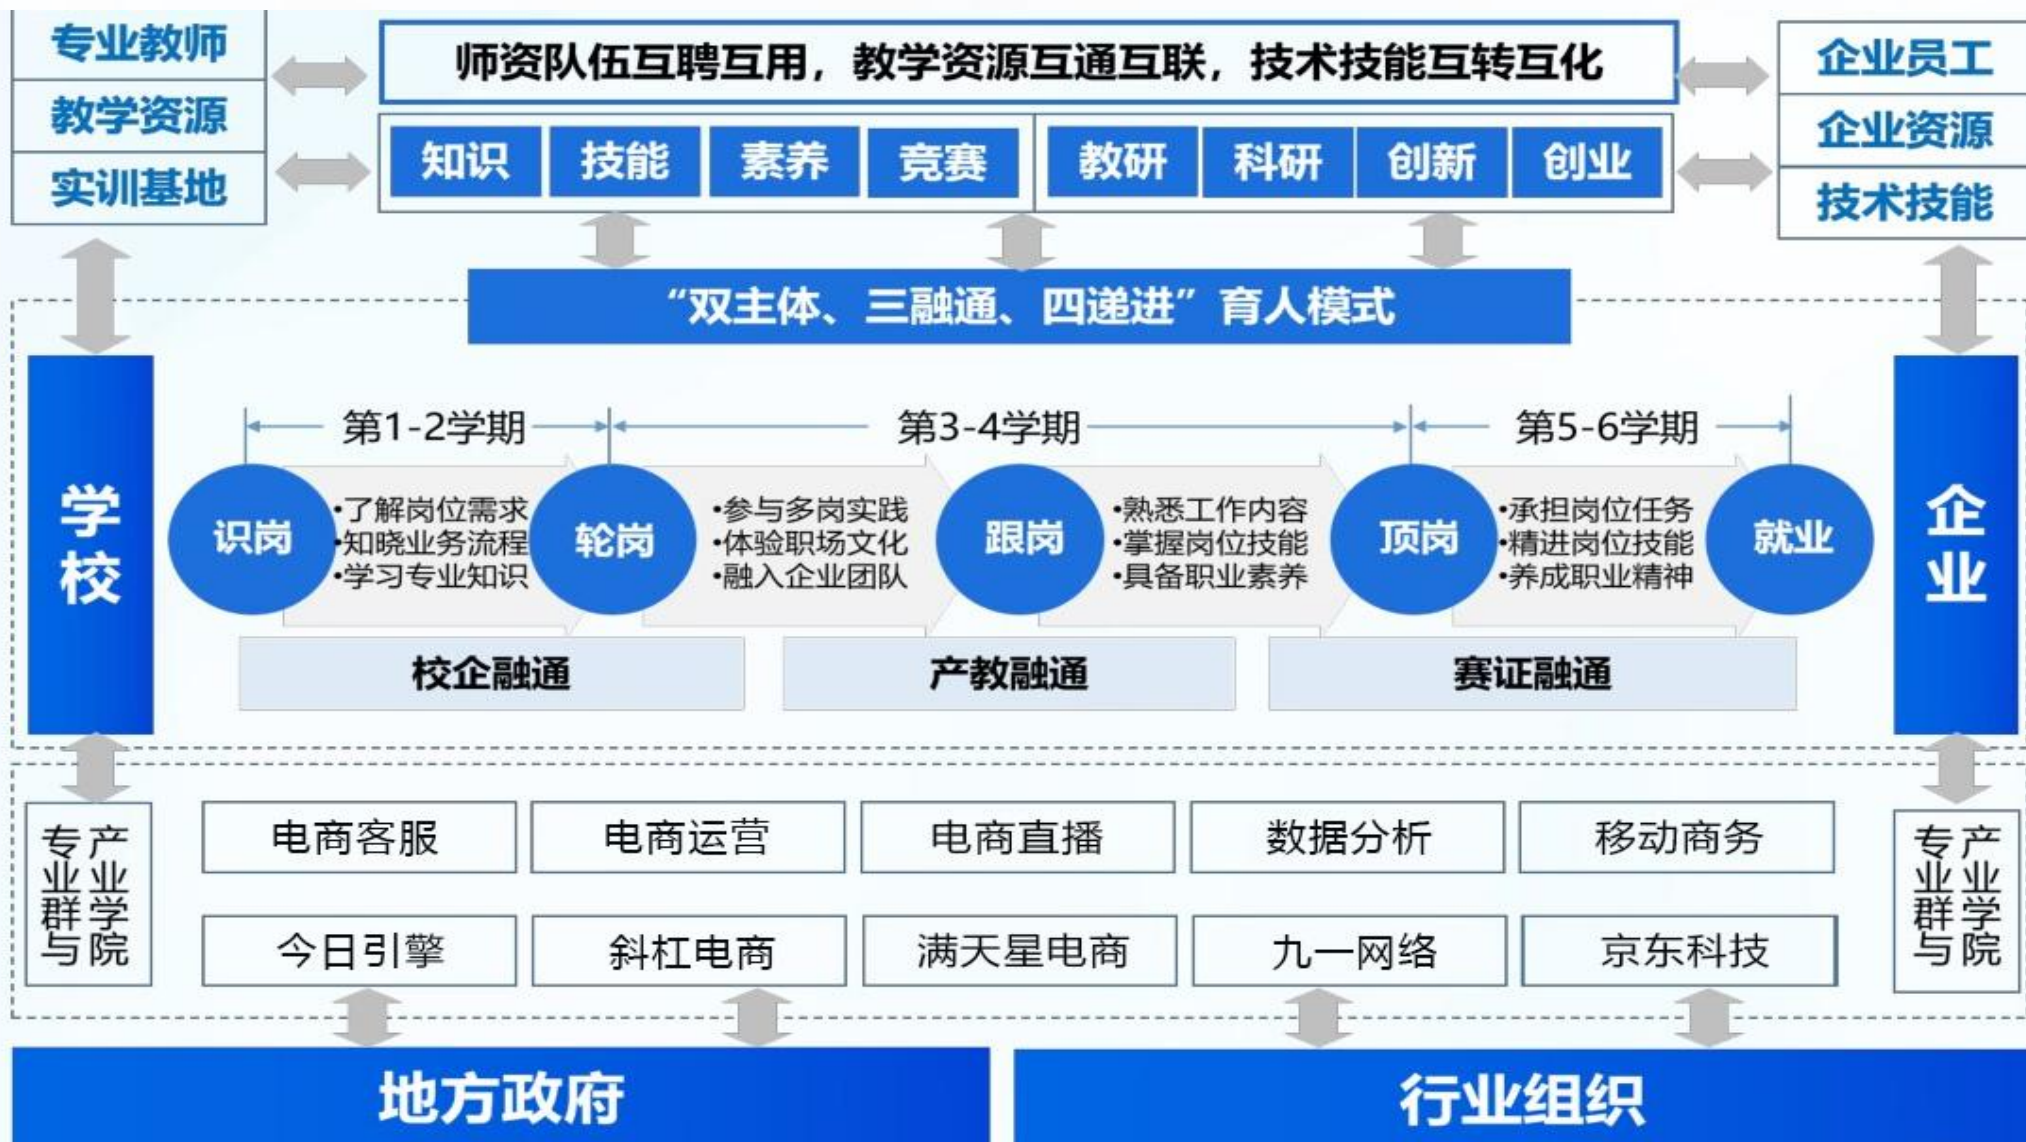 专业教师
教学资源
实训基地
师资队伍互聘互用，教学资源互通互联，技术技能互转互化
知识
技能
素养
竞赛
教研
科研
创新
创业
企业员工
企业资源
技术技能
“双主体、三融通、四递进”育人模式
学校
第1-2学期
第3-4学期
第5-6学期
识岗
•了解岗位需求
•知晓业务流程
•学习专业知识
轮岗
•参与多岗实践
•体验职场文化
•融入企业团队
跟岗
•熟悉工作内容
•掌握岗位技能
•具备职业素养
顶岗
•承担岗位任务
•精进岗位技能
•养成职业精神
就业
企业
校企融通
产教融通
赛证融通
专业群与
产业学院
电商客服
电商运营
电商直播
数据分析
移动商务
今日引擎
斜杠电商
满天星电商
九一网络
京东科技
专业群与
产业学院
地方政府
行业组织